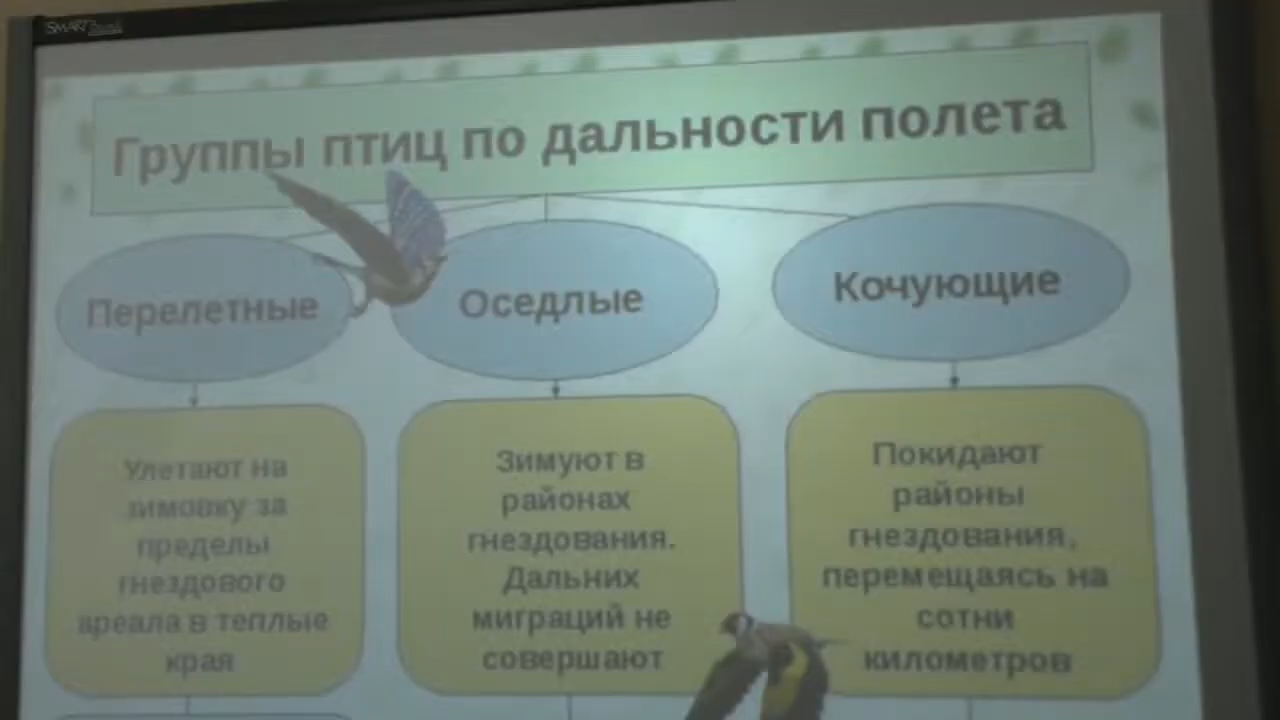 SMART
Группы птиц по дальности полета
Перелетные
Оседлые
Кочующие
Улетают на
зимовку за
пределы
гнездового
ареала в теплые
края
Зимуют в
районах
гнездования.
Дальних
миграций не
совершают
Покидают
районы
гнездования,
перемещаясь на
сотни
километров